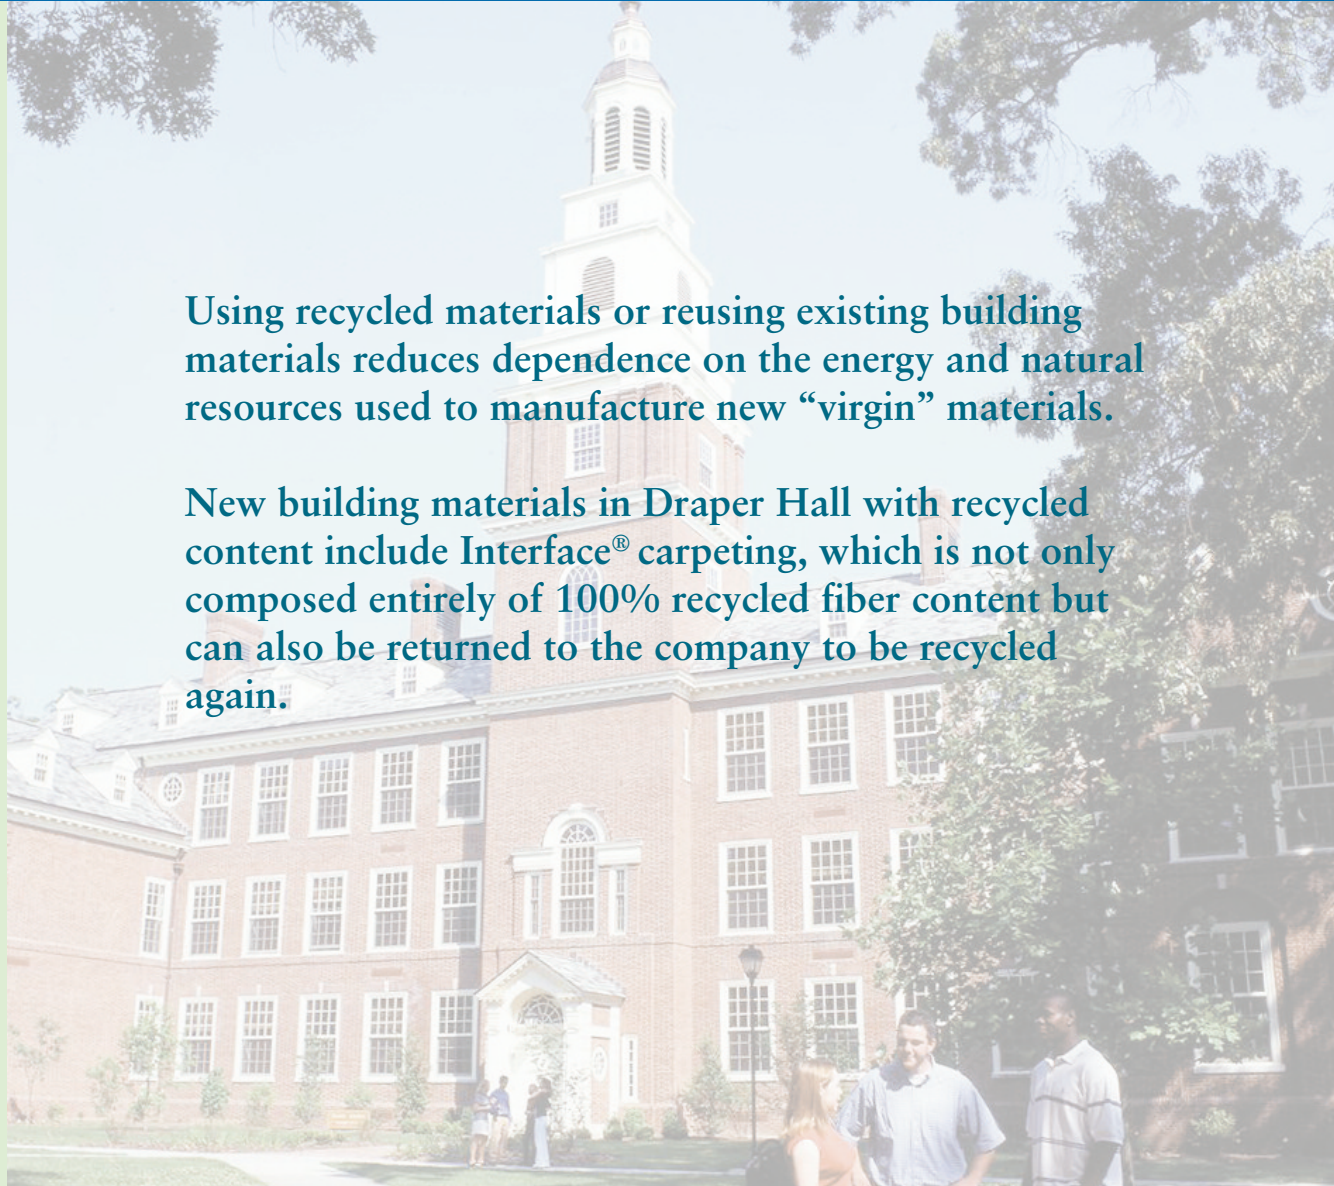 Using recycled materials or reusing existing building
materials reduces dependence on the energy and natural
resources used to manufacture new “virgin” materials.
New building materials in Draper Hall with recycled
content include Interface® carpeting, which is not only
composed entirely of 100% recycled fiber content but
can also be returned to the company to be recycled
again.